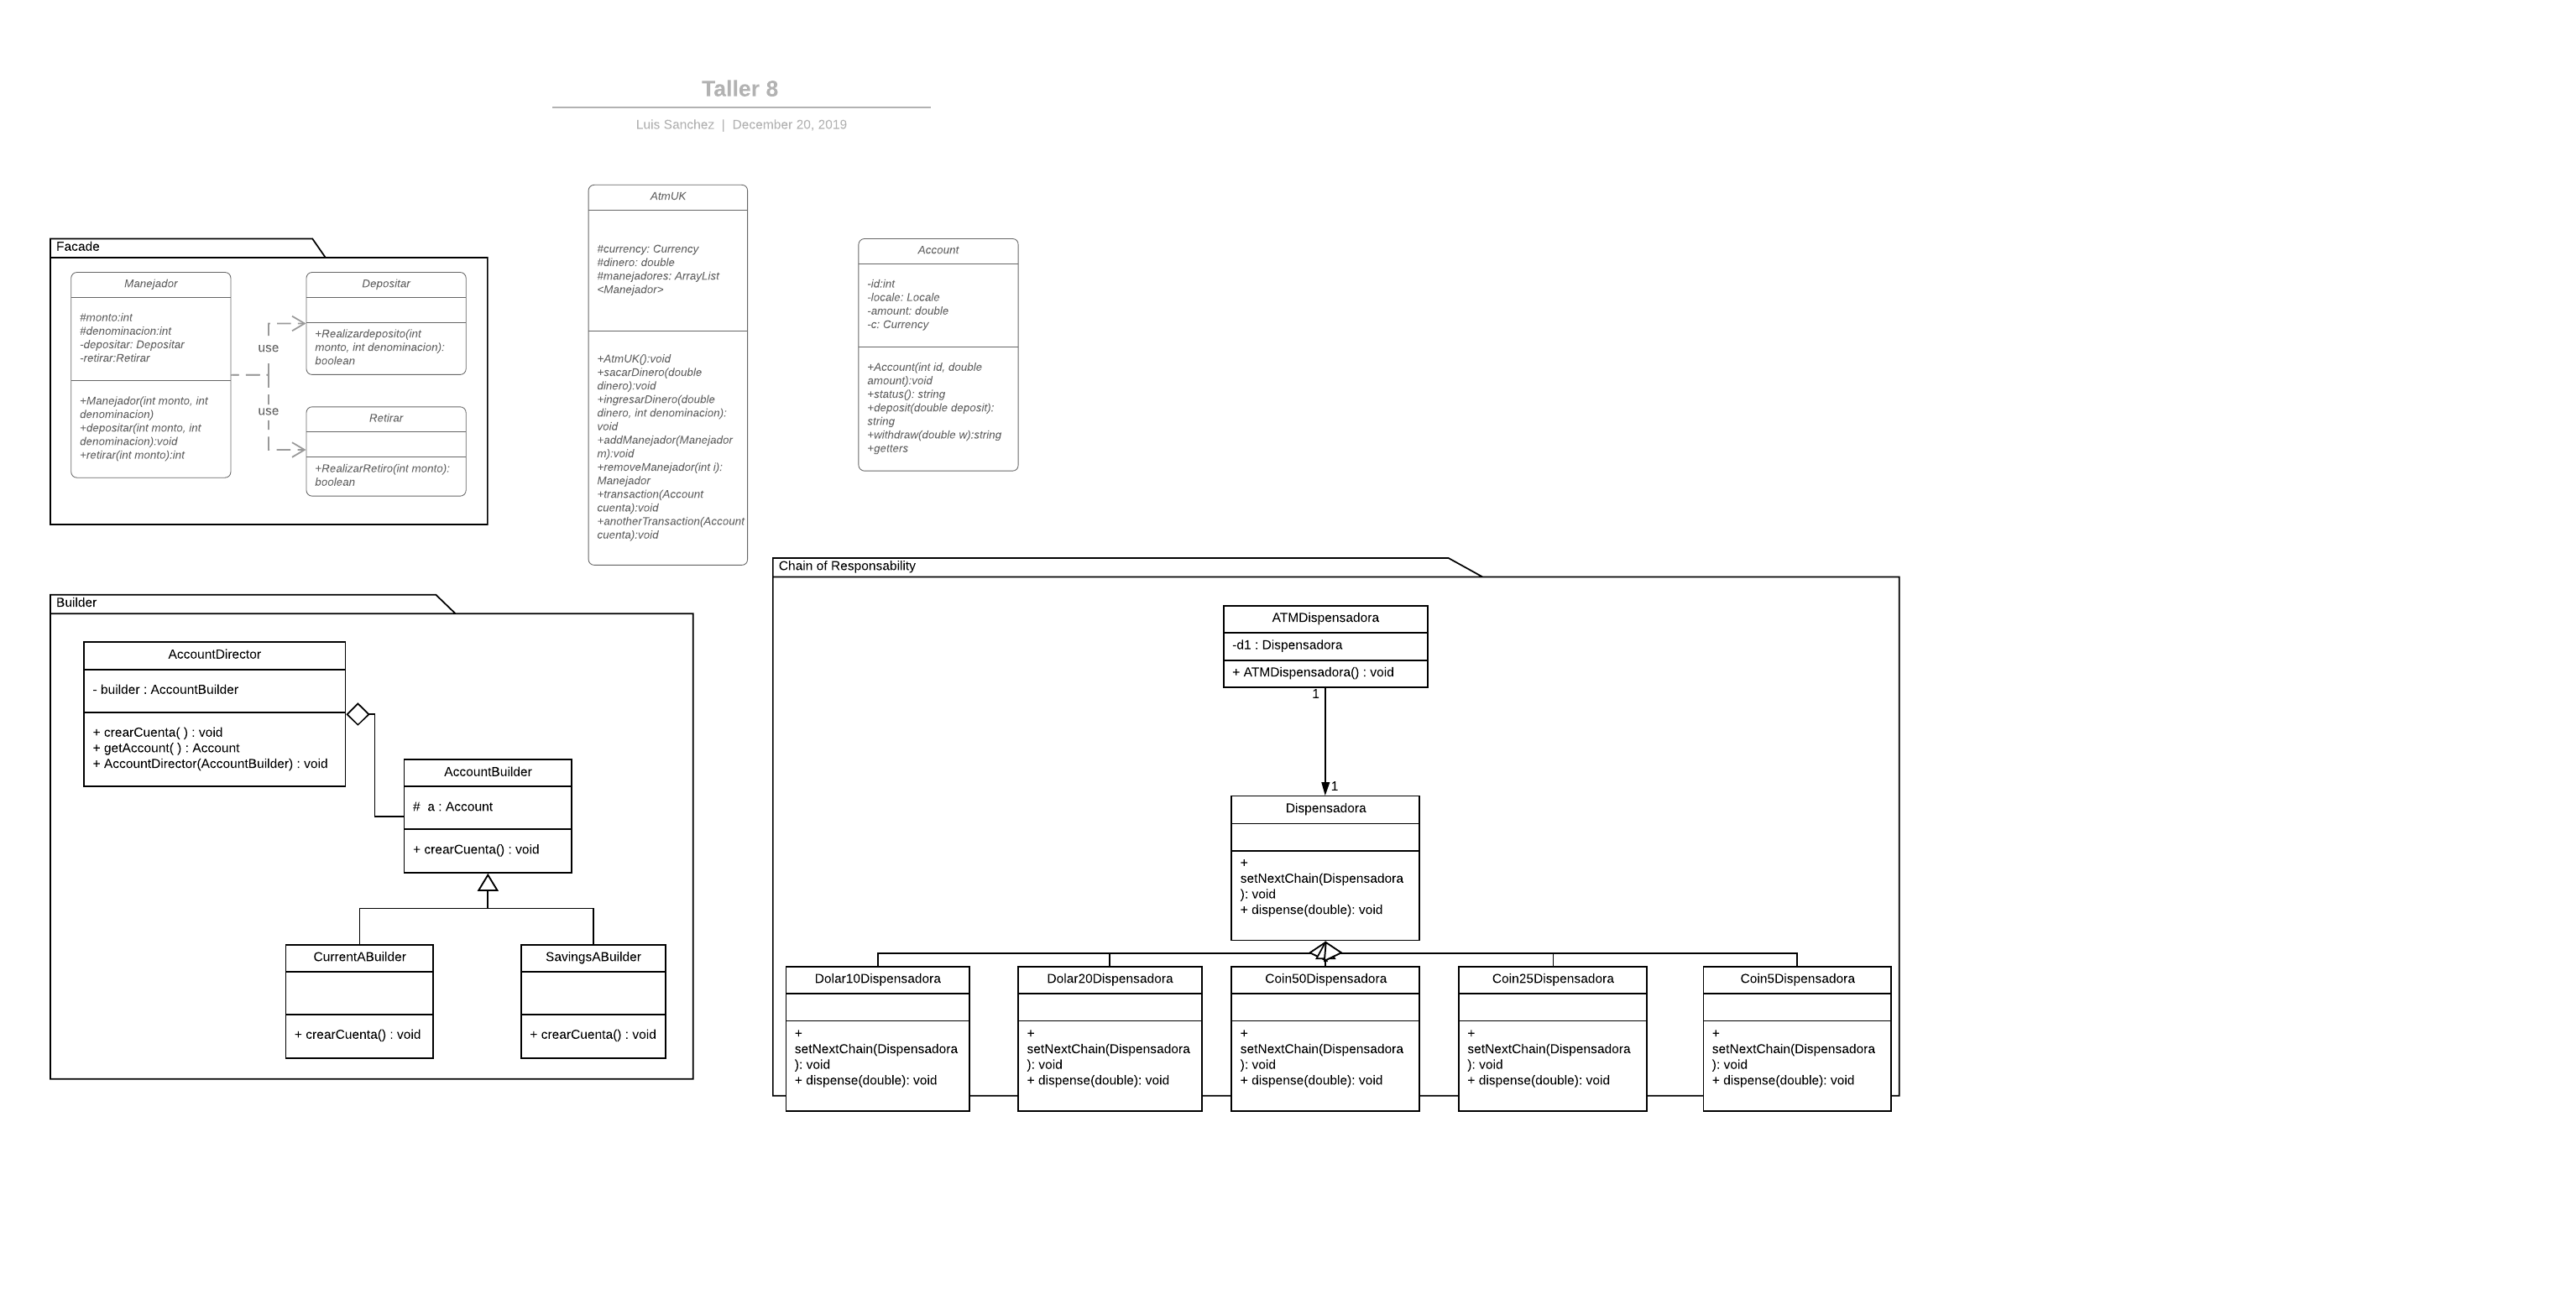 Taller 8
Luis Sanchez | December 20, 2019
Facade
Manejador
#monto:int
#denominacion:int
-depositar: Depositar
-retirar:Retirar
+Manejador(int monto, int
denominacion)
+depositar(int monto, int
denominacion):void
+retirar(int monto):int
use
use
Depositar
+Realizardeposito(int
monto, int denominacion):
boolean
Retirar
+RealizarRetiro(int monto):
boolean
AtmUK
#currency: Currency
#dinero: double
#manejadores: ArrayList
<Manejador>
+AtmUK():void
+sacarDinero(double
dinero):void
+ingresarDinero(double
dinero, int denominacion):
void
+addManejador(Manejador
m):void
+removeManejador(int i):
Manejador
+transaction(Account
cuenta):void
+anotherTransaction(Account
cuenta):void
Account
-id:int
-locale: Locale
-amount: double
-c: Currency
+Account(int id, double
amount):void
+status(): string
+deposit(double deposit):
string
+withdraw(double w):string
+getters
Builder
AccountDirector
- builder : AccountBuilder
+ crearCuenta( ) : void
+ getAccount( ) : Account
+ AccountDirector(AccountBuilder) : void
AccountBuilder
# a : Account
+ crearCuenta() : void
CurrentABuilder
+ crearCuenta() : void
SavingsABuilder
+ crearCuenta() : void
Chain of Responsability
ATMDispensadora
-d1 : Dispensadora
+ ATMDispensadora() : void
1
1
Dispensadora
+
setNextChain(Dispensadora
): void
+ dispense(double): void
Dolar10Dispensadora
+
setNextChain(Dispensadora
): void
+ dispense(double): void
Dolar20Dispensadora
+
setNextChain(Dispensadora
): void
+ dispense(double): void
Coin50Dispensadora
+
setNextChain(Dispensadora
): void
+ dispense(double): void
Coin25Dispensadora
+
setNextChain(Dispensadora
): void
+ dispense(double): void
Coin5Dispensadora
+
setNextChain(Dispensadora
): void
+ dispense(double): void